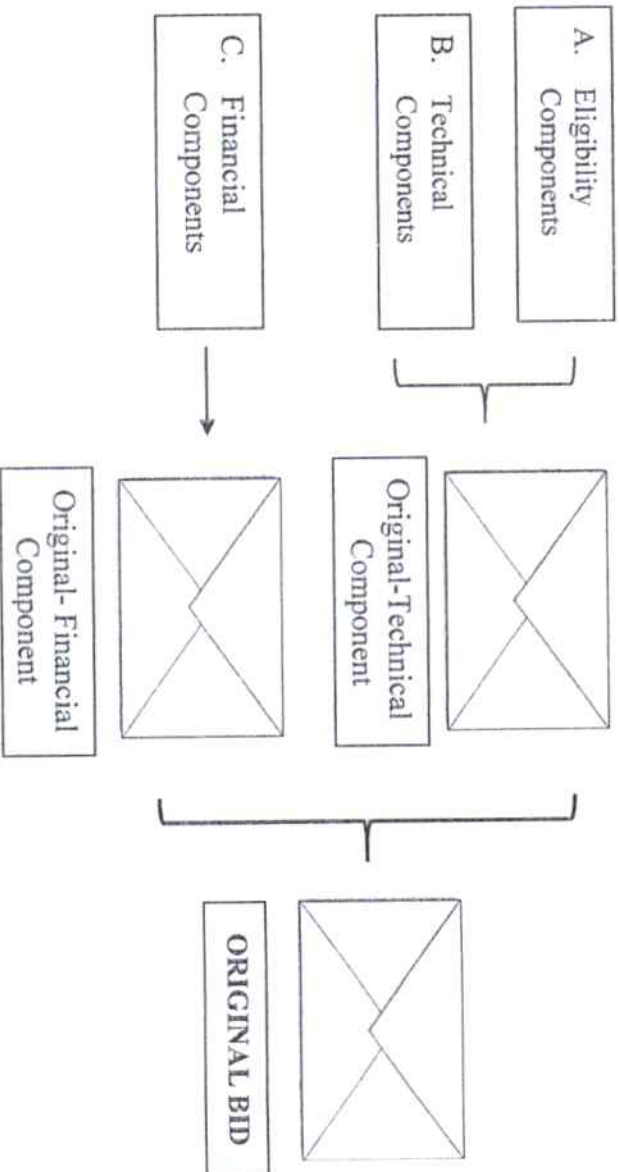 A. Eligibility
Components
B. Technical
Components
C. Financial
Components
Original-Technical
Component
Original- Financial
Component
ORIGINAL BID